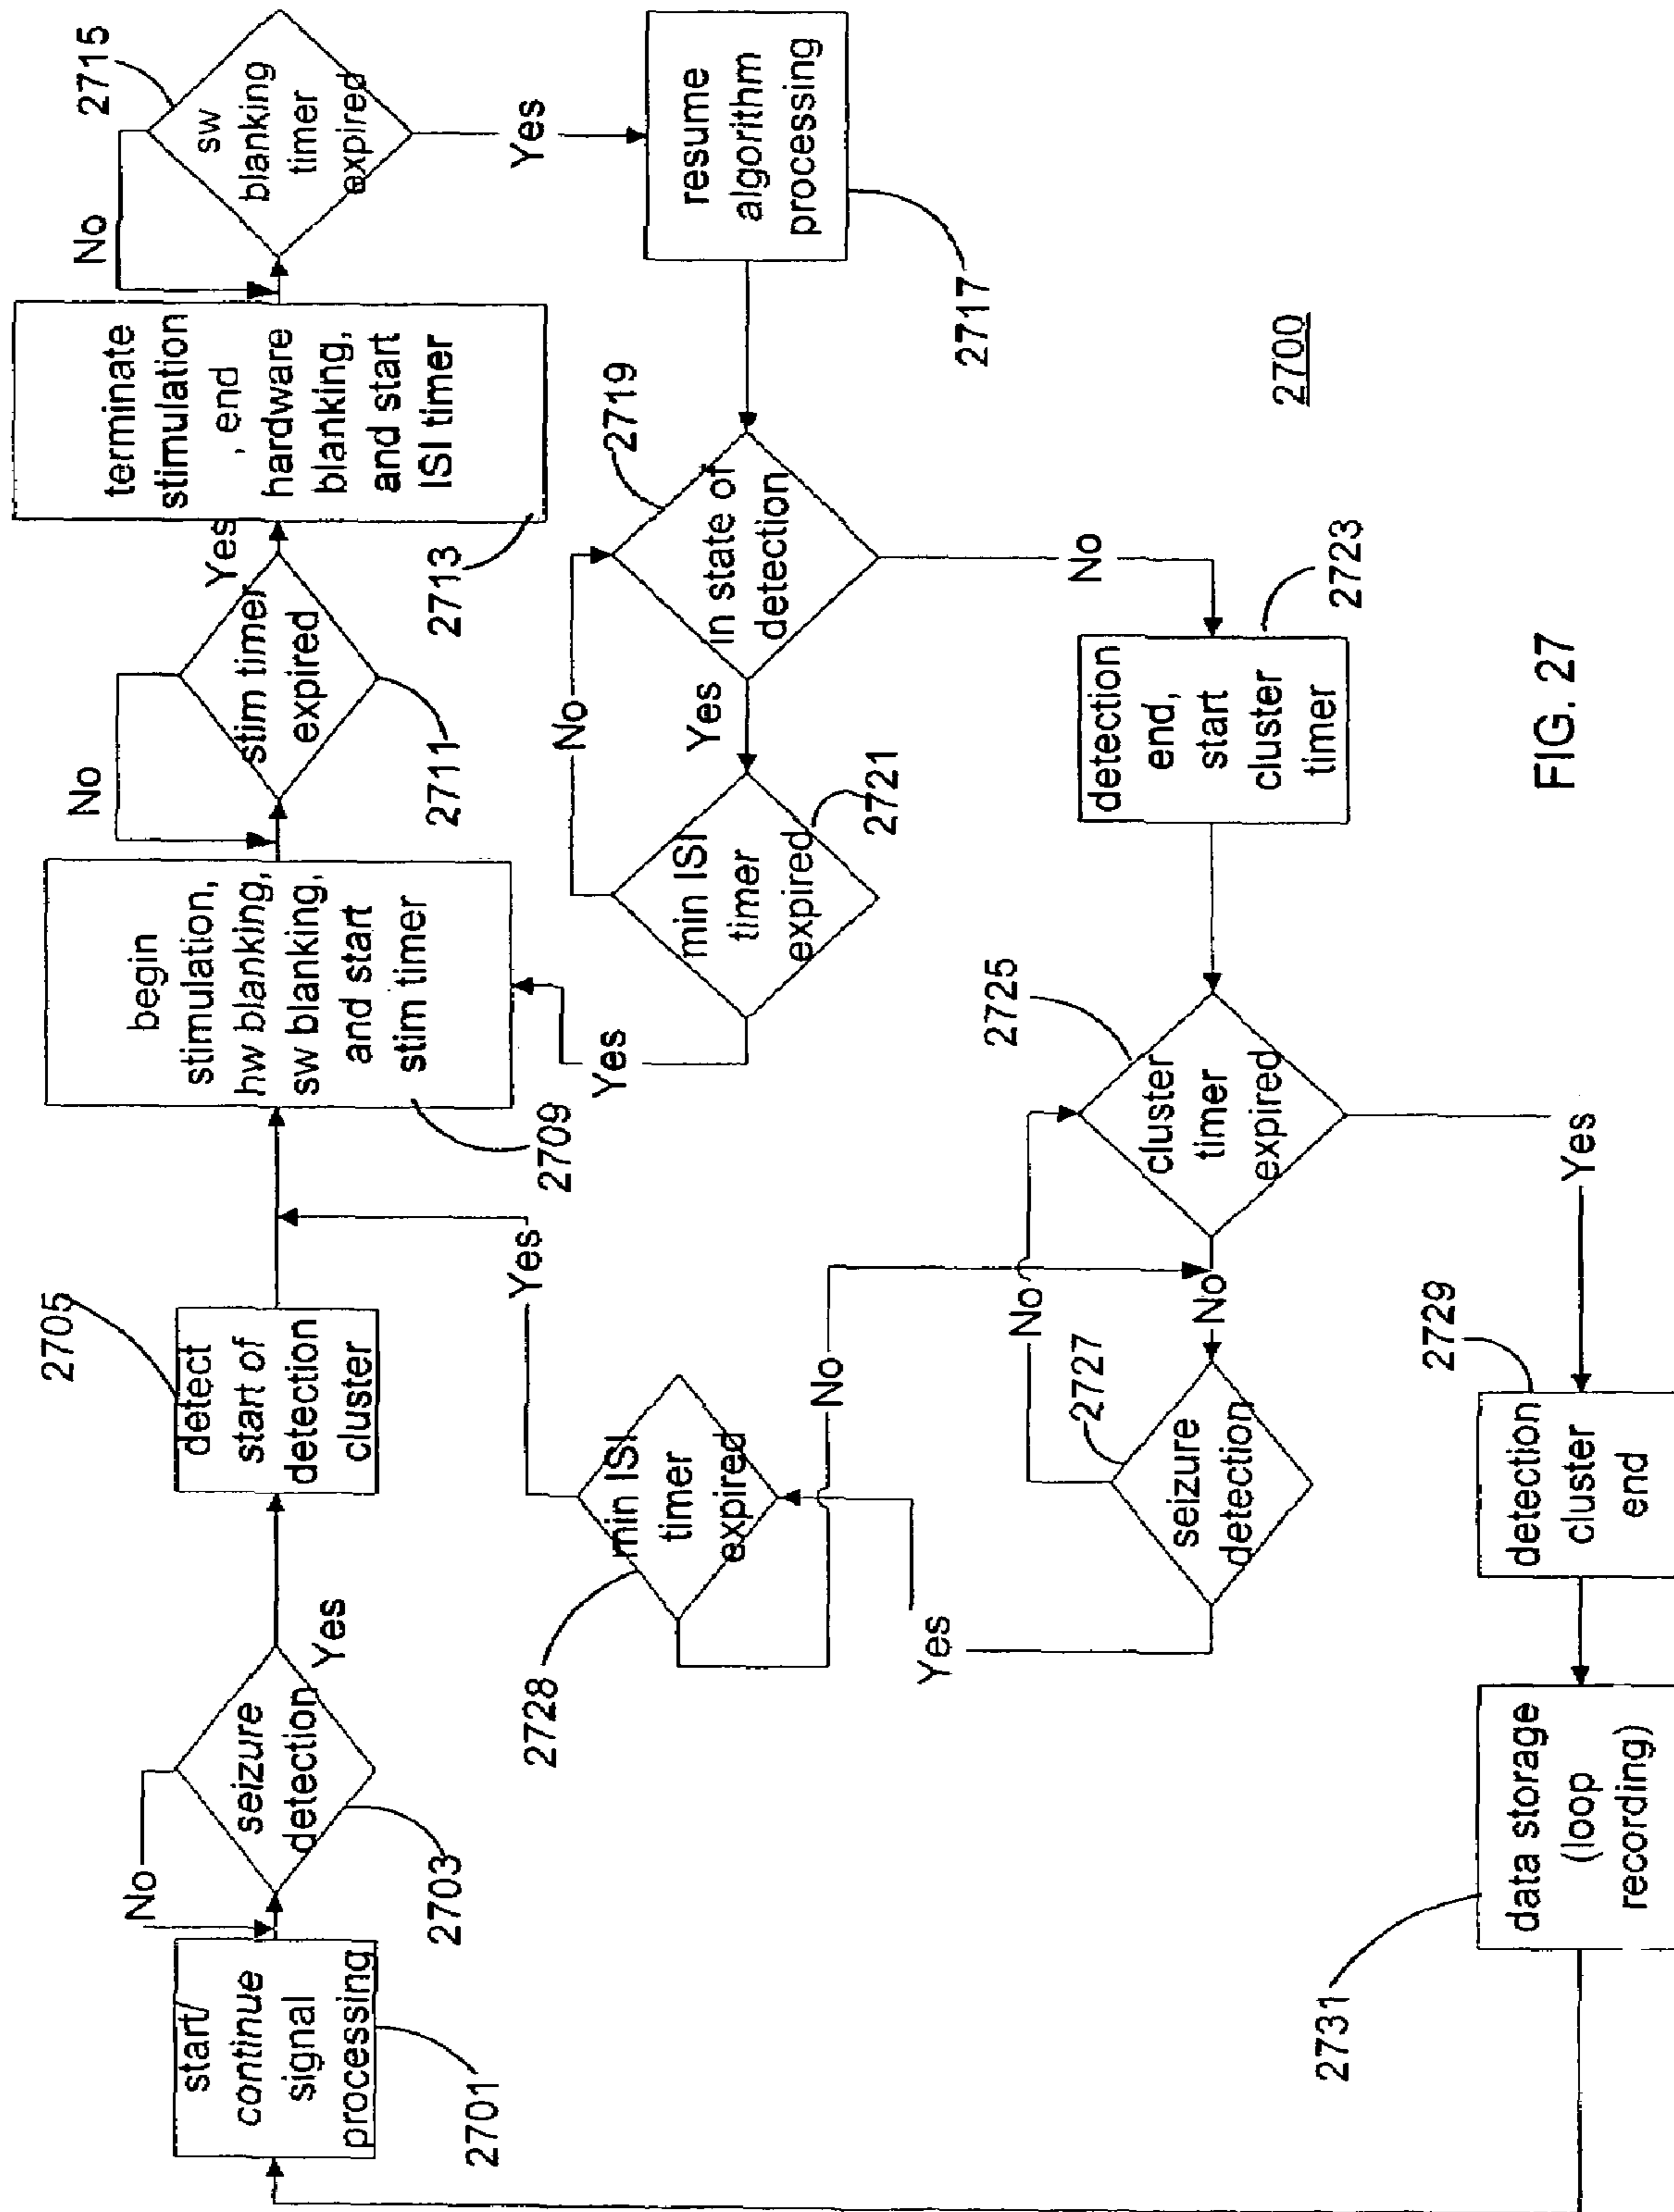 start/
continue
signal
processing
2701
No
seizure
detection
Yes
2703
detect
start of
detection
cluster
2705
begin
stimulation,
hw blanking,
sw blanking,
and start
stim timer
2709
No
stim timer
expired
Yes
2711
terminate
stimulation
, end
hardware
blanking,
and start
ISI timer
2713
No
sw
blanking
timer
expired
2715
Yes
resume
algorithm
processing
2717
in state of
detection
2719
Yes
No
min ISI
timer
expired
2721
No
Yes
detection
end,
start
cluster
timer
2723
cluster
timer
expired
2725
No
Yes
seizure
detection
2727
No
Yes
min ISI
timer
expired
2728
Yes
No
detection
cluster
end
2729
data storage
(loop
recording)
2731
2700
FIG. 27